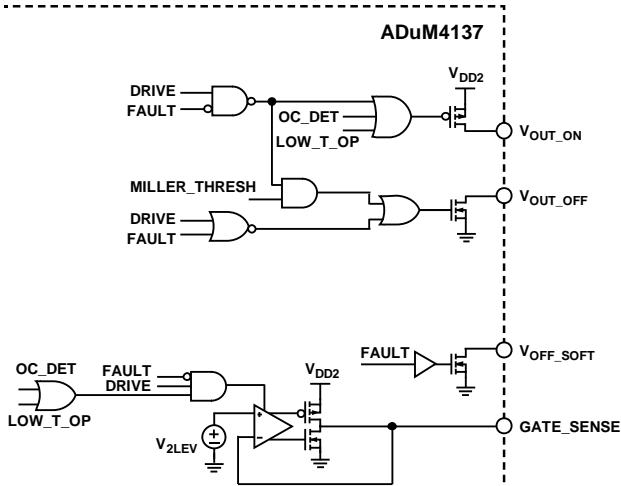 ADuM4137
VDD2
DRIVE
FAULT
OC_DET
LOW_T_OP
VOUT_ON
MILLER_THRESH
VOUT_OFF
DRIVE
FAULT
FAULT
VOFF_SOFT
OC_DET
LOW_T_OP
FAULT
DRIVE
VDD2
V2LEV
+
−
+
−
GATE_SENSE